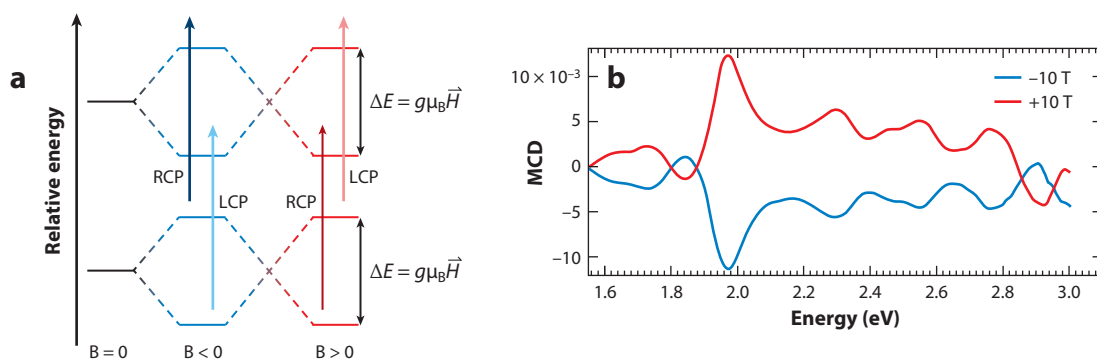 a
Relative energy
RCP
LCP
RCP
LCP
ΔE = gμ_B H⃗
ΔE = gμ_B H⃗
B = 0
B < 0
B > 0
b
MCD
10 × 10⁻³
5
0
−5
−10
−10 T
+10 T
1.6
1.8
2.0
2.2
2.4
2.6
2.8
3.0
Energy (eV)